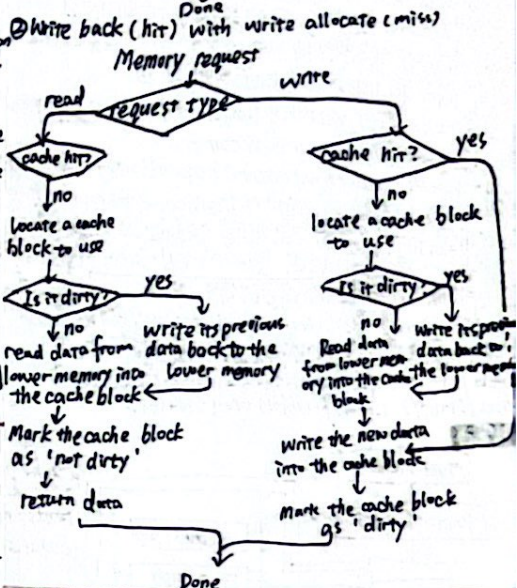 Done
② Write back (hit) with write allocate (miss)
Memory request
request type
read
write
cache hit?
no
Locate a cache
block to use
Is it dirty?
yes
no
write its previous
data back to the
lower memory
read data from
lower memory into
the cache block
Mark the cache block
as 'not dirty'
return data
cache hit?
yes
no
locate a cache block
to use
Is it dirty?
yes
no
Write its
data back to
the lower
Read data
from lower mem-
ory into the cache
block
Write the new data
into the cache block
Mark the cache block
as 'dirty'
Done